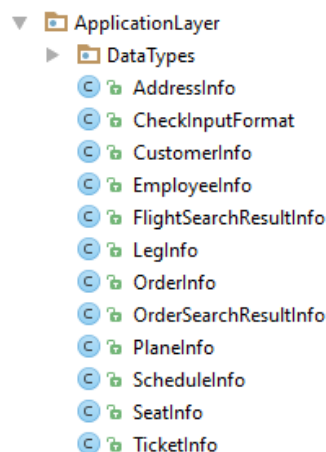 ApplicationLayer
DataTypes
C AddressInfo
C CheckInputFormat
C CustomerInfo
C EmployeeInfo
C FlightSearchResultInfo
C LegInfo
C OrderInfo
C OrderSearchResultInfo
C PlaneInfo
C ScheduleInfo
C SeatInfo
C TicketInfo